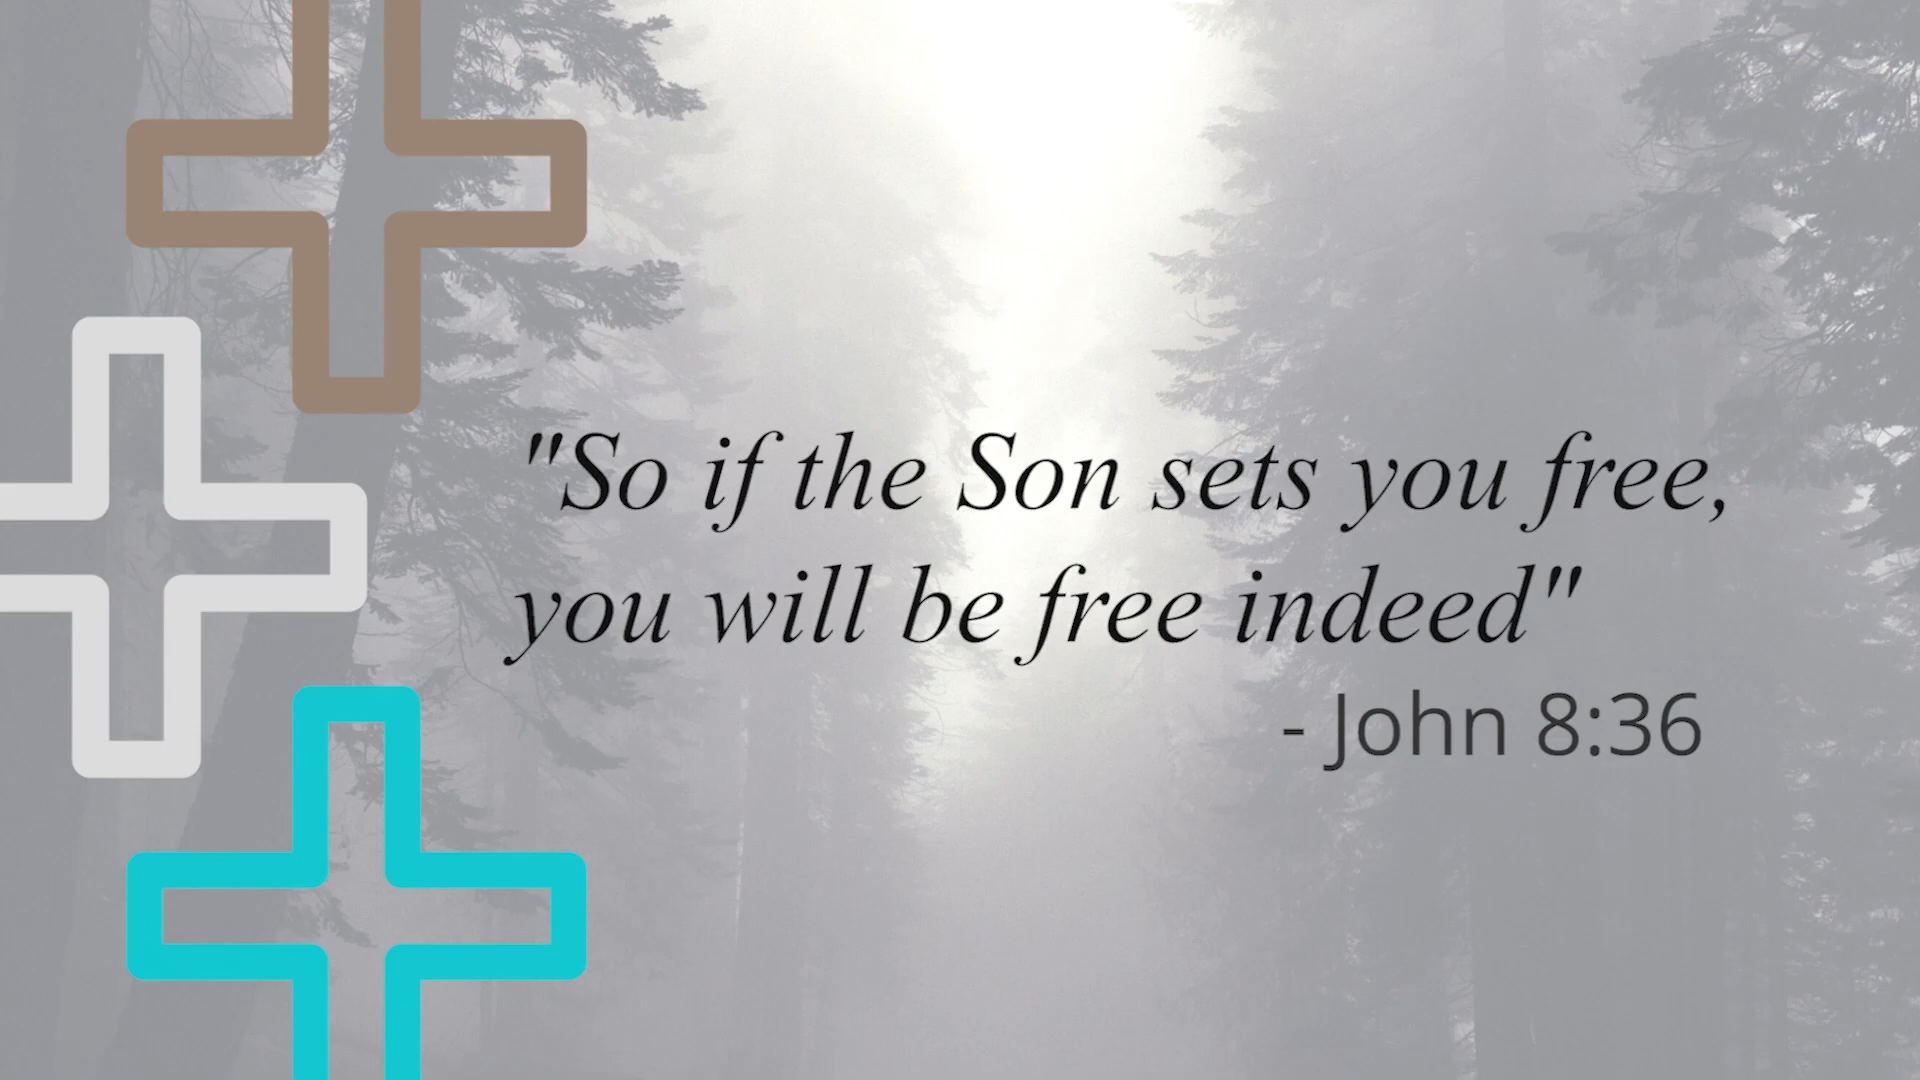 "So if the Son sets you free,
you will be free indeed"
- John 8:36